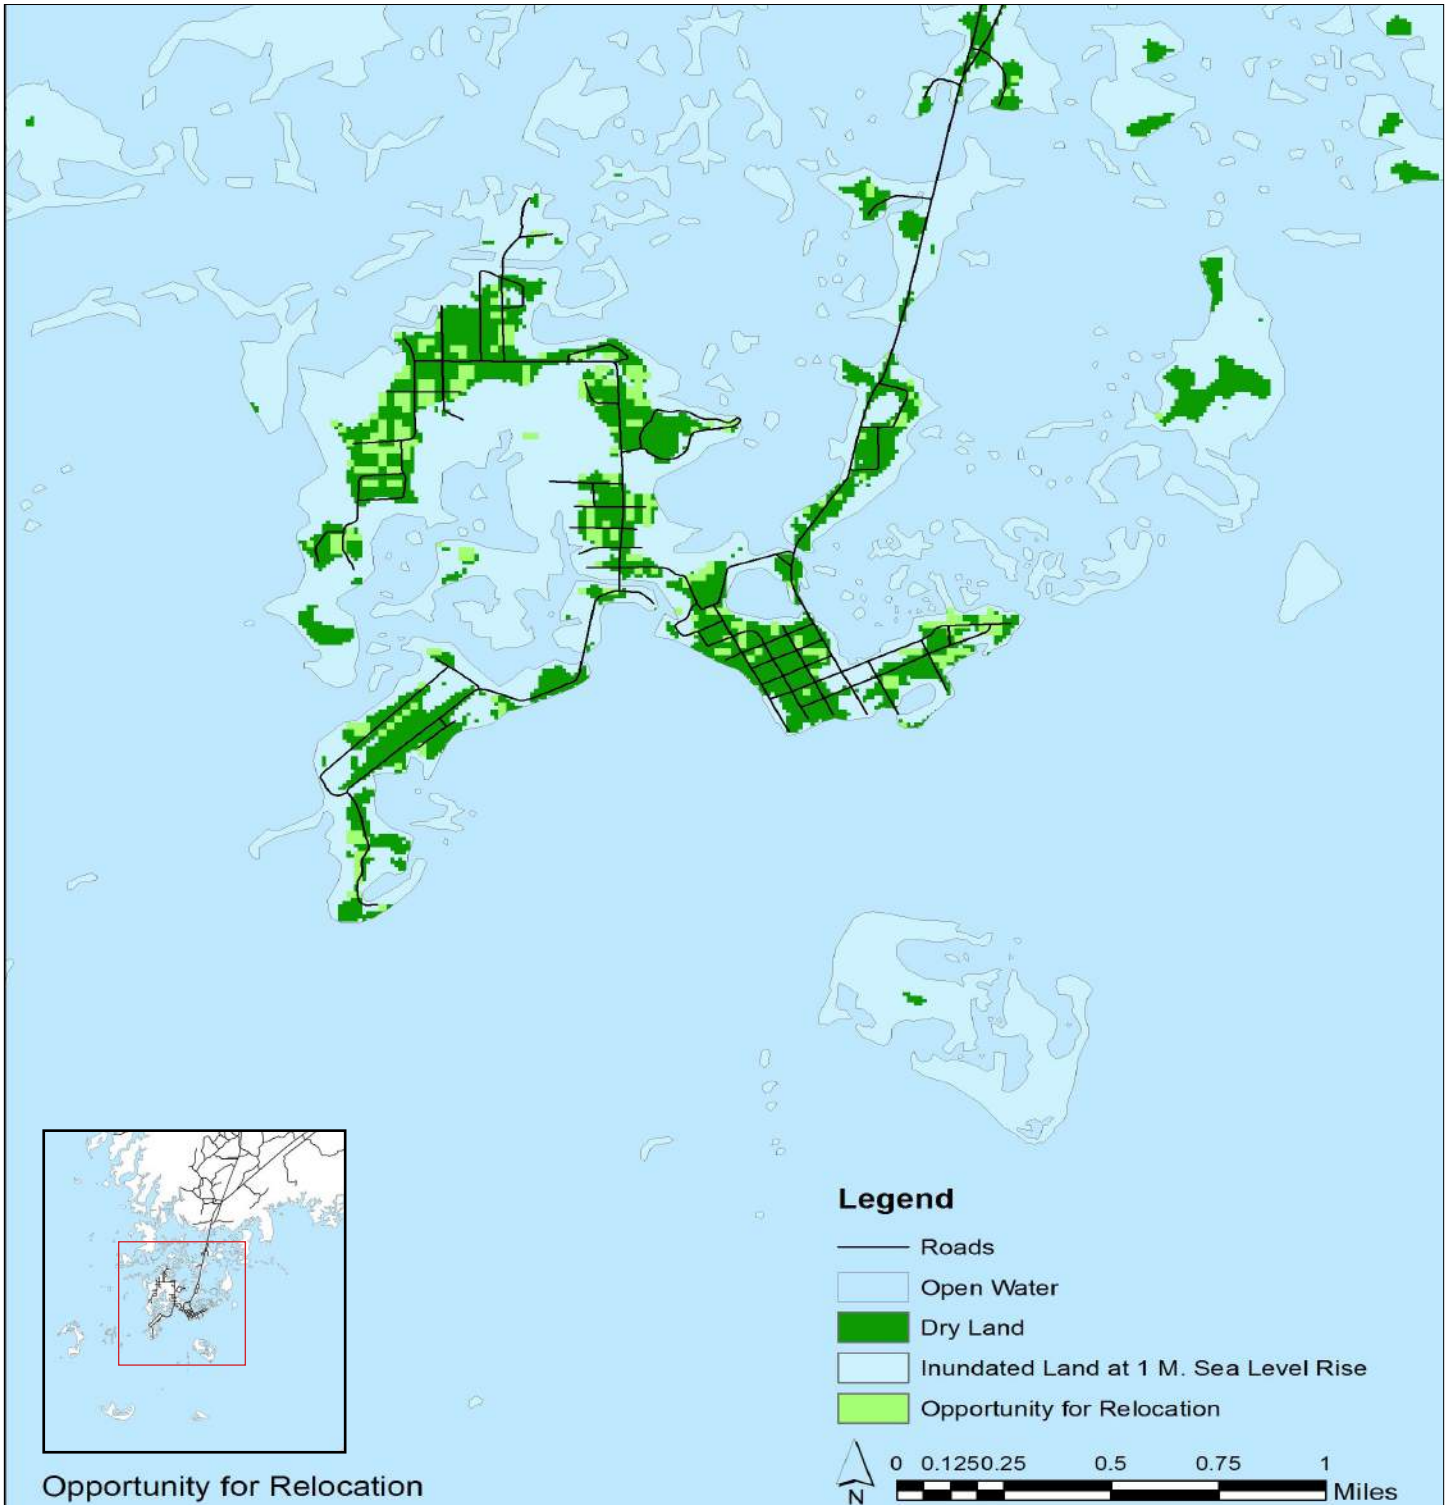 Legend
Roads
Open Water
Dry Land
Inundated Land at 1 M. Sea Level Rise
Opportunity for Relocation
0 0.1250.25 0.5 0.75 1
N Miles
Opportunity for Relocation